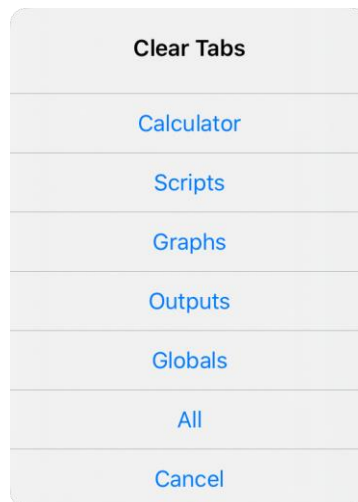 Clear Tabs
Calculator
Scripts
Graphs
Outputs
Globals
All
Cancel